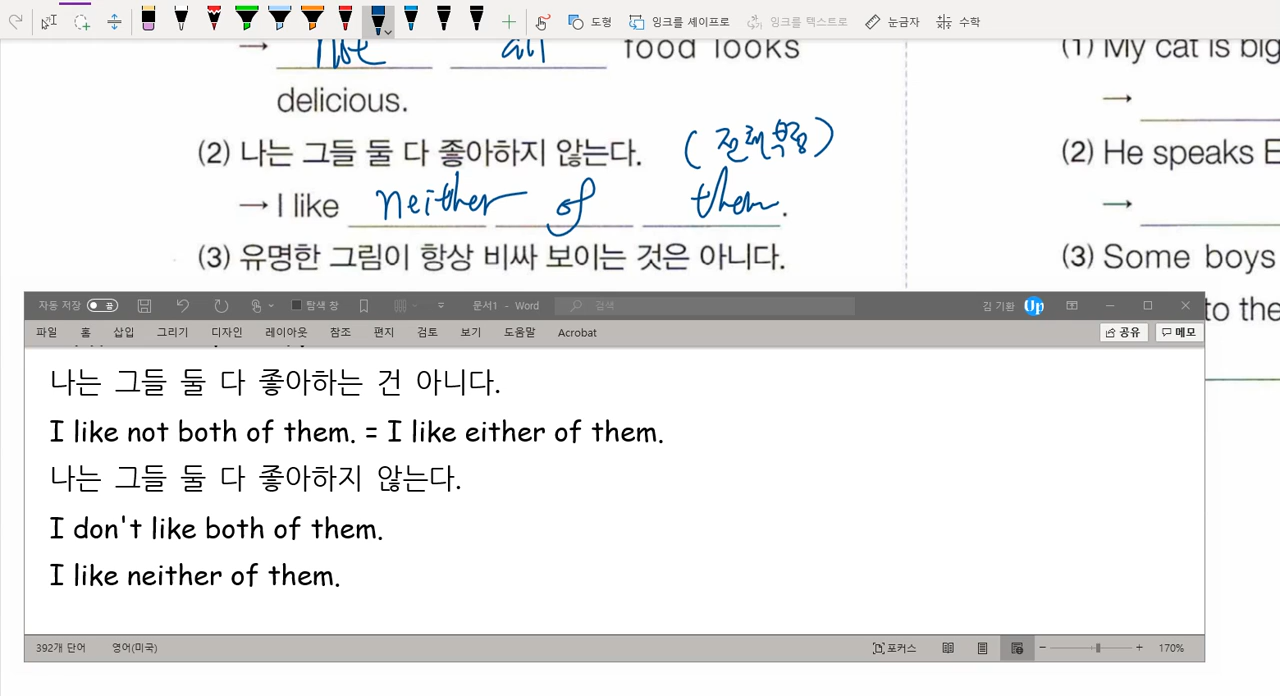 도형 잉크를 셰이프로 잉크를 텍스트로 눈금자 수학
→ not all food looks
delicious.
(2) 나는 그들 둘 다 좋아하지 않는다. (전체부정)
→ I like neither of them.
(3) 유명한 그림이 항상 비싸 보이는 것은 아니다.
(1) My cat is big
→
(2) He speaks E
→
(3) Some boys
to the
자동 저장 끔 탐색 창 문서1 - Word 검색 김 기환 Up
파일 홈 삽입 그리기 디자인 레이아웃 참조 편지 검토 보기 도움말 Acrobat 공유 메모
나는 그들 둘 다 좋아하는 건 아니다.
I like not both of them. = I like either of them.
나는 그들 둘 다 좋아하지 않는다.
I don't like both of them.
I like neither of them.
392개 단어 영어(미국) 포커스 - + 170%